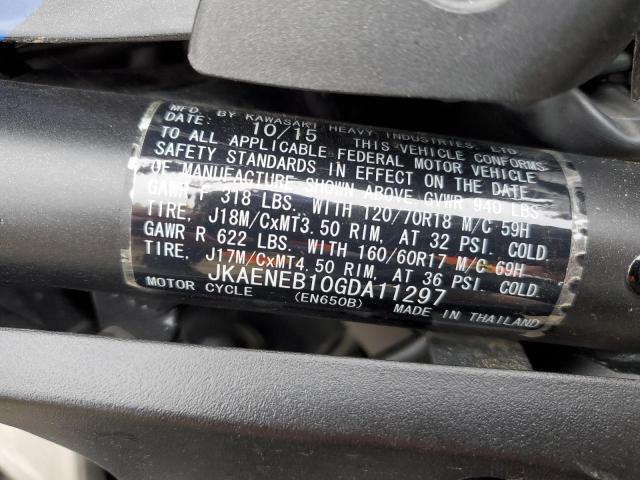 MFD. BY KAWASAKI HEAVY INDUSTRIES, LTD.
DATE: 10/15 THIS VEHICLE CONFORMS
TO ALL APPLICABLE FEDERAL MOTOR VEHICLE
SAFETY STANDARDS IN EFFECT ON THE DATE
OF MANUFACTURE SHOWN ABOVE GVWR 940 LBS
GAWR F 318 LBS. WITH 120/70R18 M/C 59H
TIRE, J18M/CxMT3.50 RIM, AT 32 PSI. COLD
GAWR R 622 LBS. WITH 160/60R17 M/C 69H
TIRE, J17M/CxMT4.50 RIM, AT 36 PSI. COLD
JKAENEB10GDA11297
MOTOR CYCLE (EN650B) MADE IN THAILAND